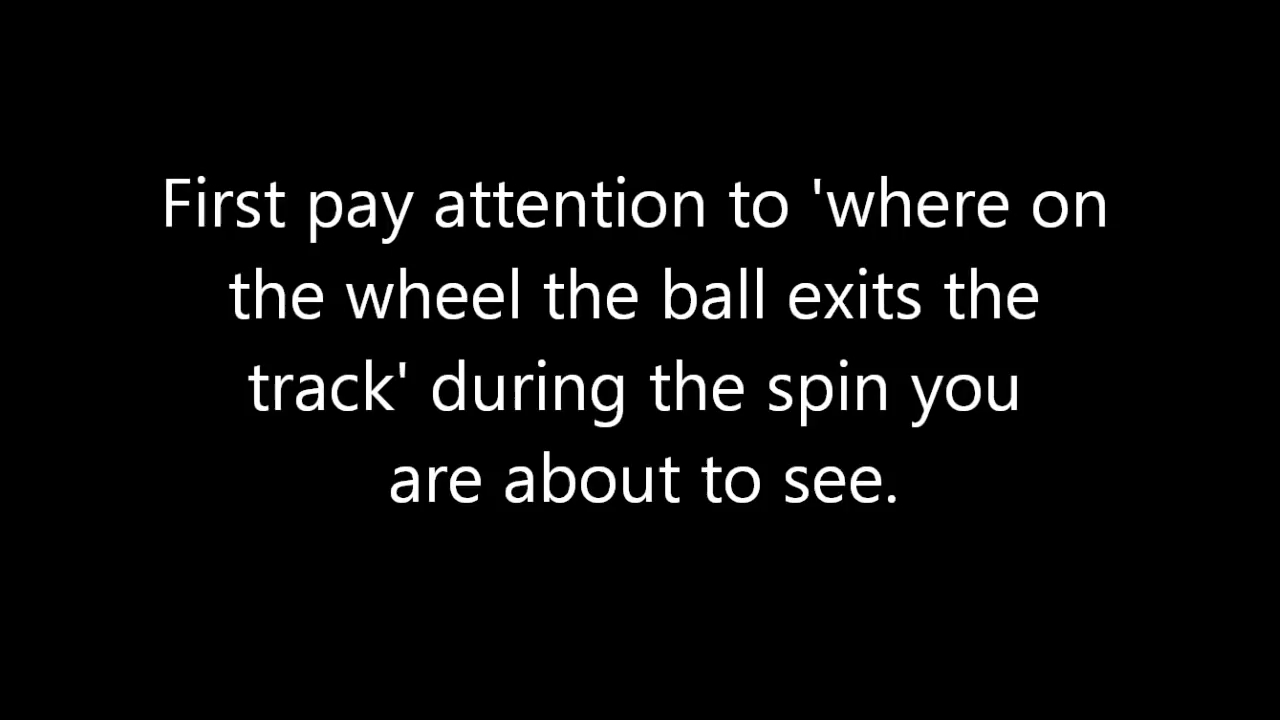 First pay attention to 'where on
the wheel the ball exits the
track' during the spin you
are about to see.